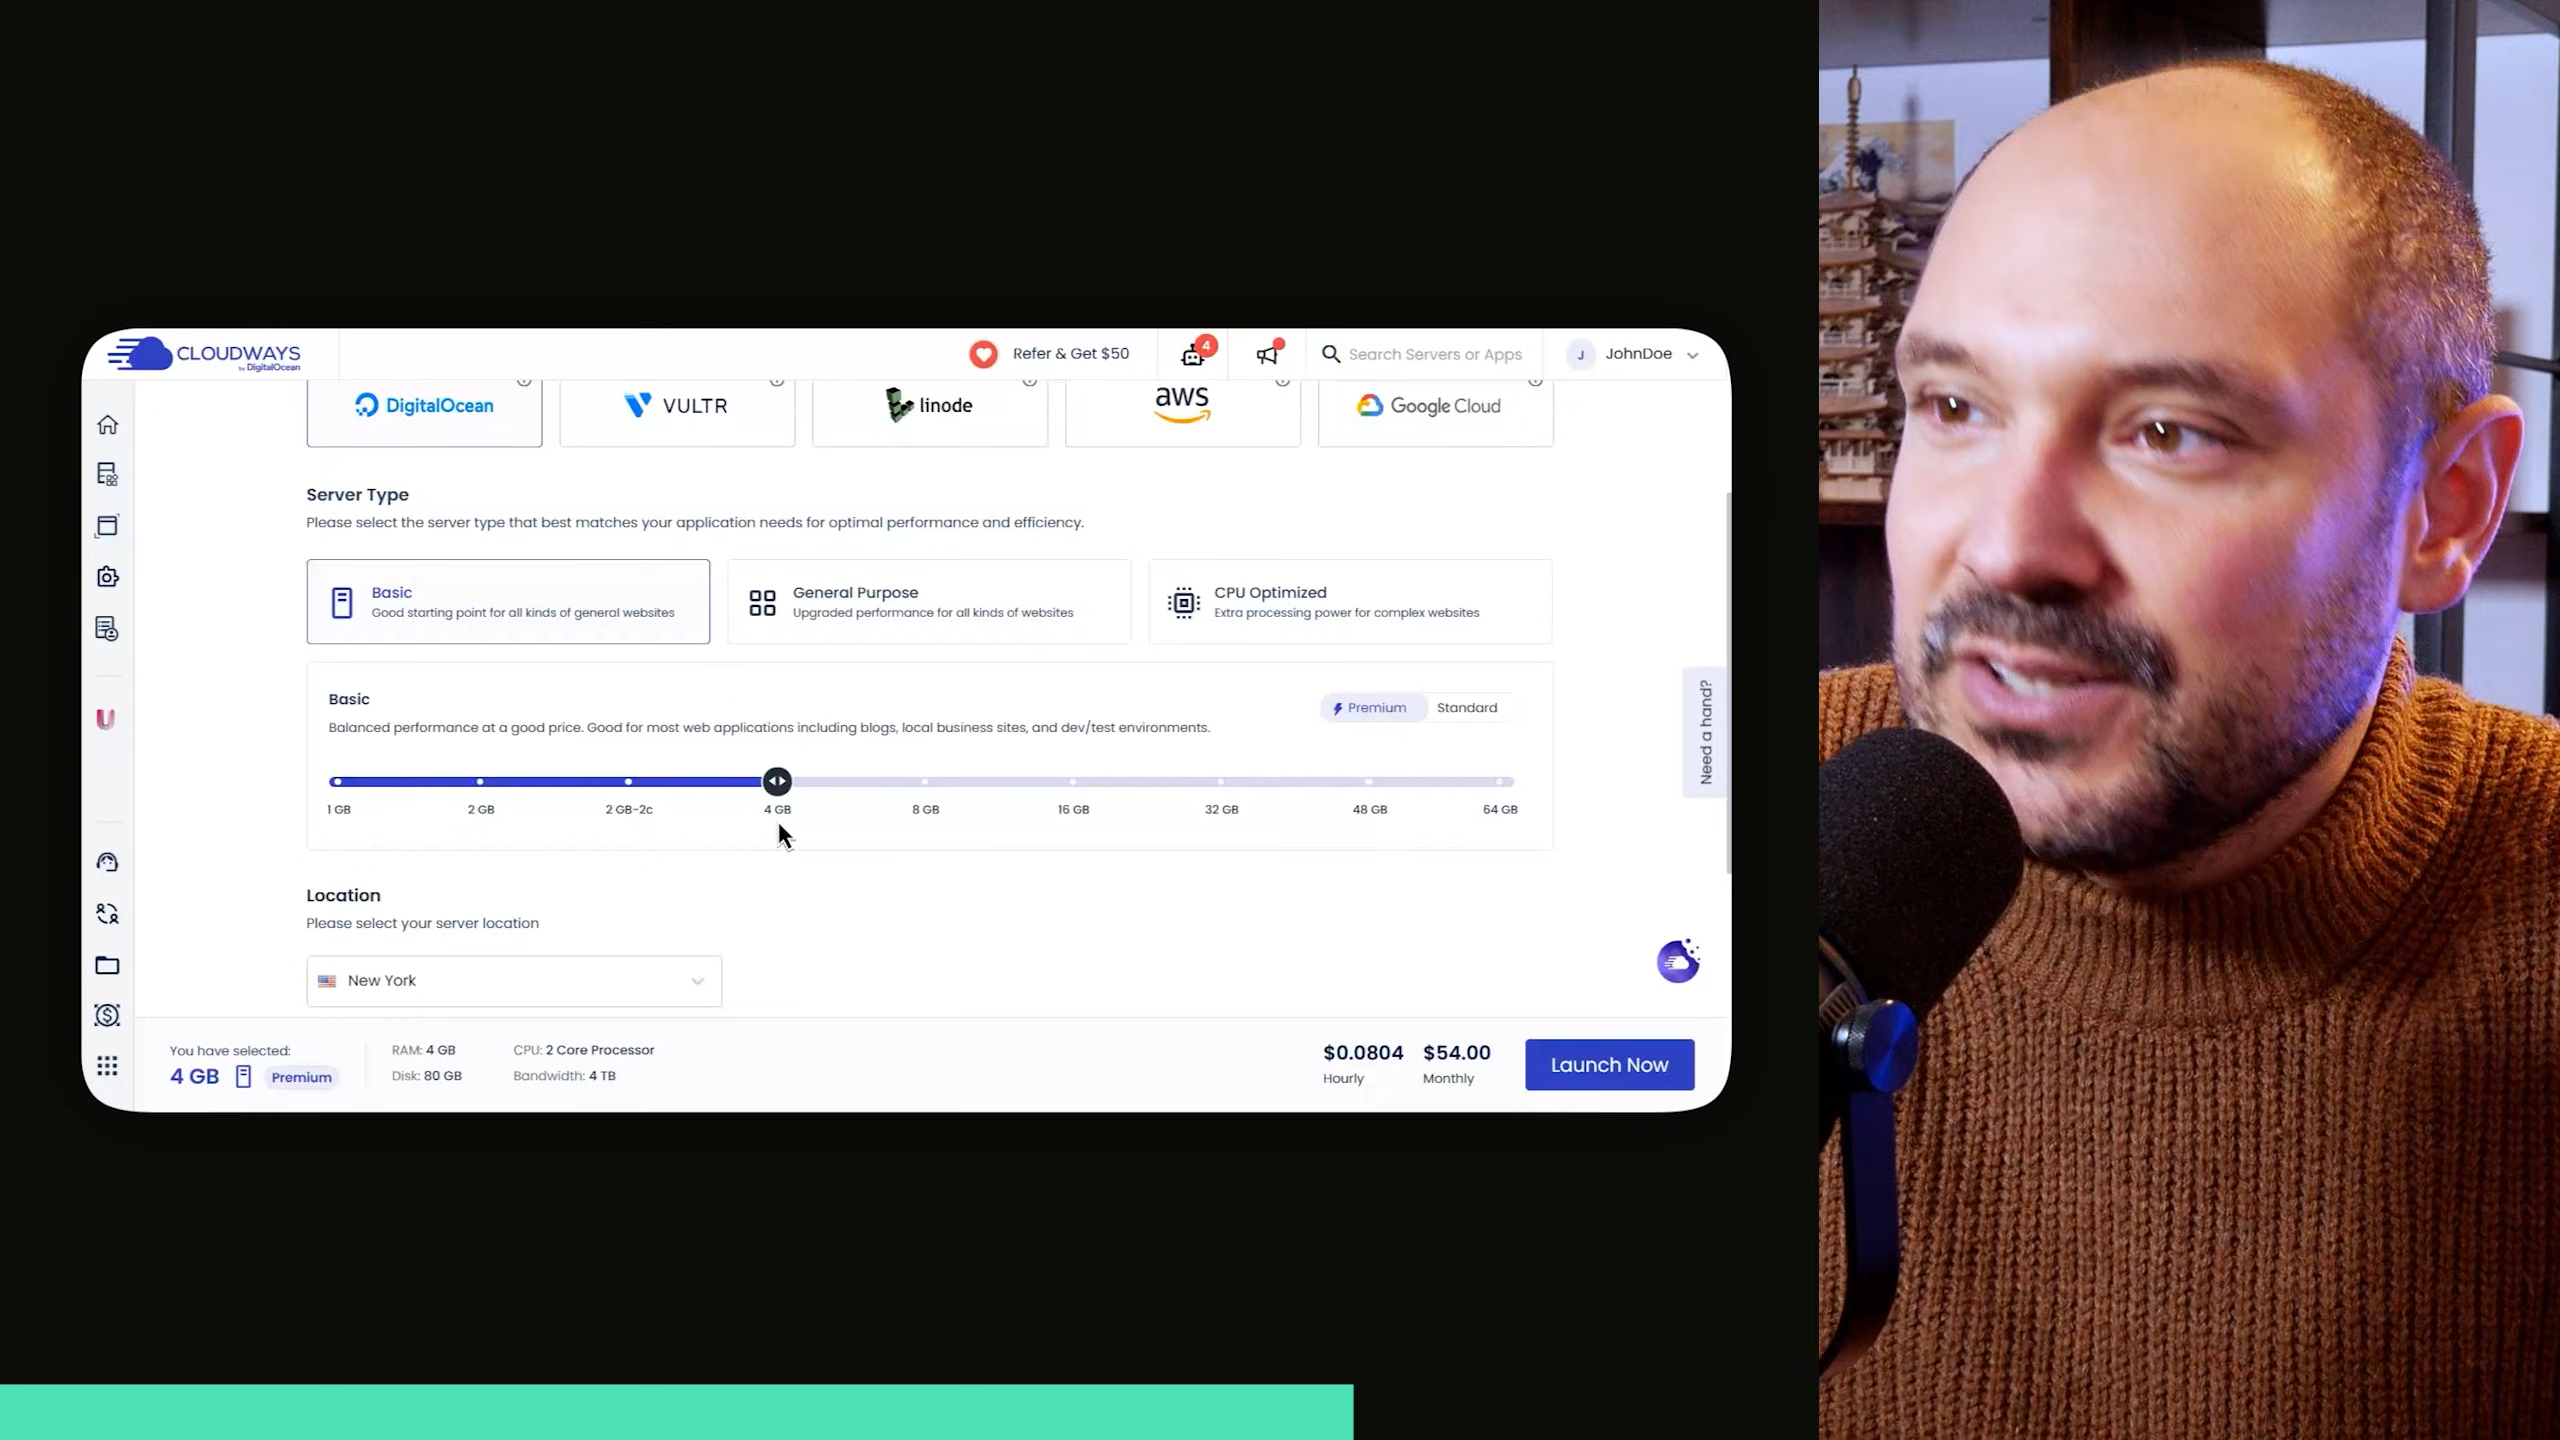 CLOUDWAYS
by DigitalOcean
Refer & Get $50
4
Search Servers or Apps
J
JohnDoe
DigitalOcean
VULTR
linode
aws
Google Cloud
Server Type
Please select the server type that best matches your application needs for optimal performance and efficiency.
Basic
Good starting point for all kinds of general websites
General Purpose
Upgraded performance for all kinds of websites
CPU Optimized
Extra processing power for complex websites
Basic
Premium
Standard
Balanced performance at a good price. Good for most web applications including blogs, local business sites, and dev/test environments.
1 GB
2 GB
2 GB-2c
4 GB
8 GB
16 GB
32 GB
48 GB
64 GB
Need a hand?
Location
Please select your server location
New York
You have selected:
4 GB
Premium
RAM: 4 GB
Disk: 80 GB
CPU: 2 Core Processor
Bandwidth: 4 TB
$0.0804
Hourly
$54.00
Monthly
Launch Now